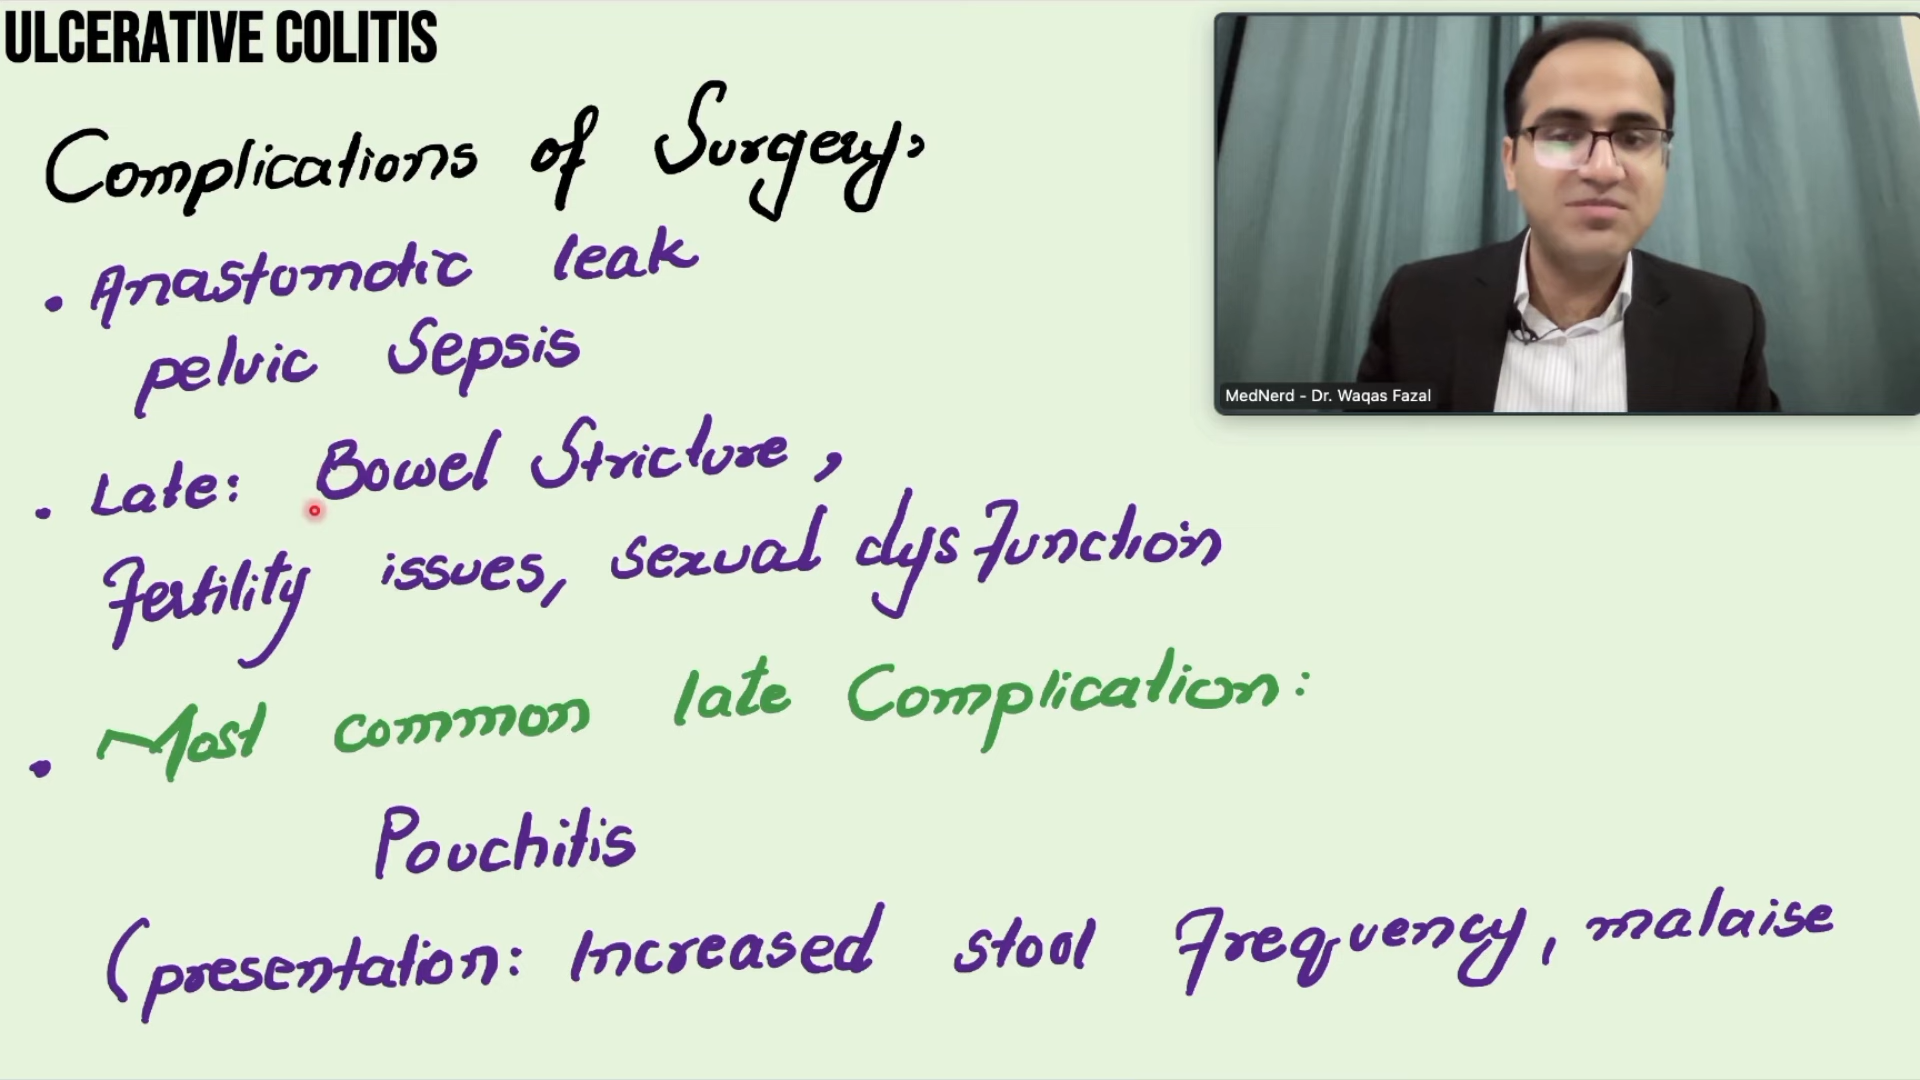 ULCERATIVE COLITIS
Complications of Surgery:
• Anastomotic leak
pelvic Sepsis
• Late: Bowel Stricture,
Fertility issues, sexual dysfunction
• Most common late Complication:
Pouchitis
(presentation: Increased stool frequency, malaise
MedNerd - Dr. Waqas Fazal